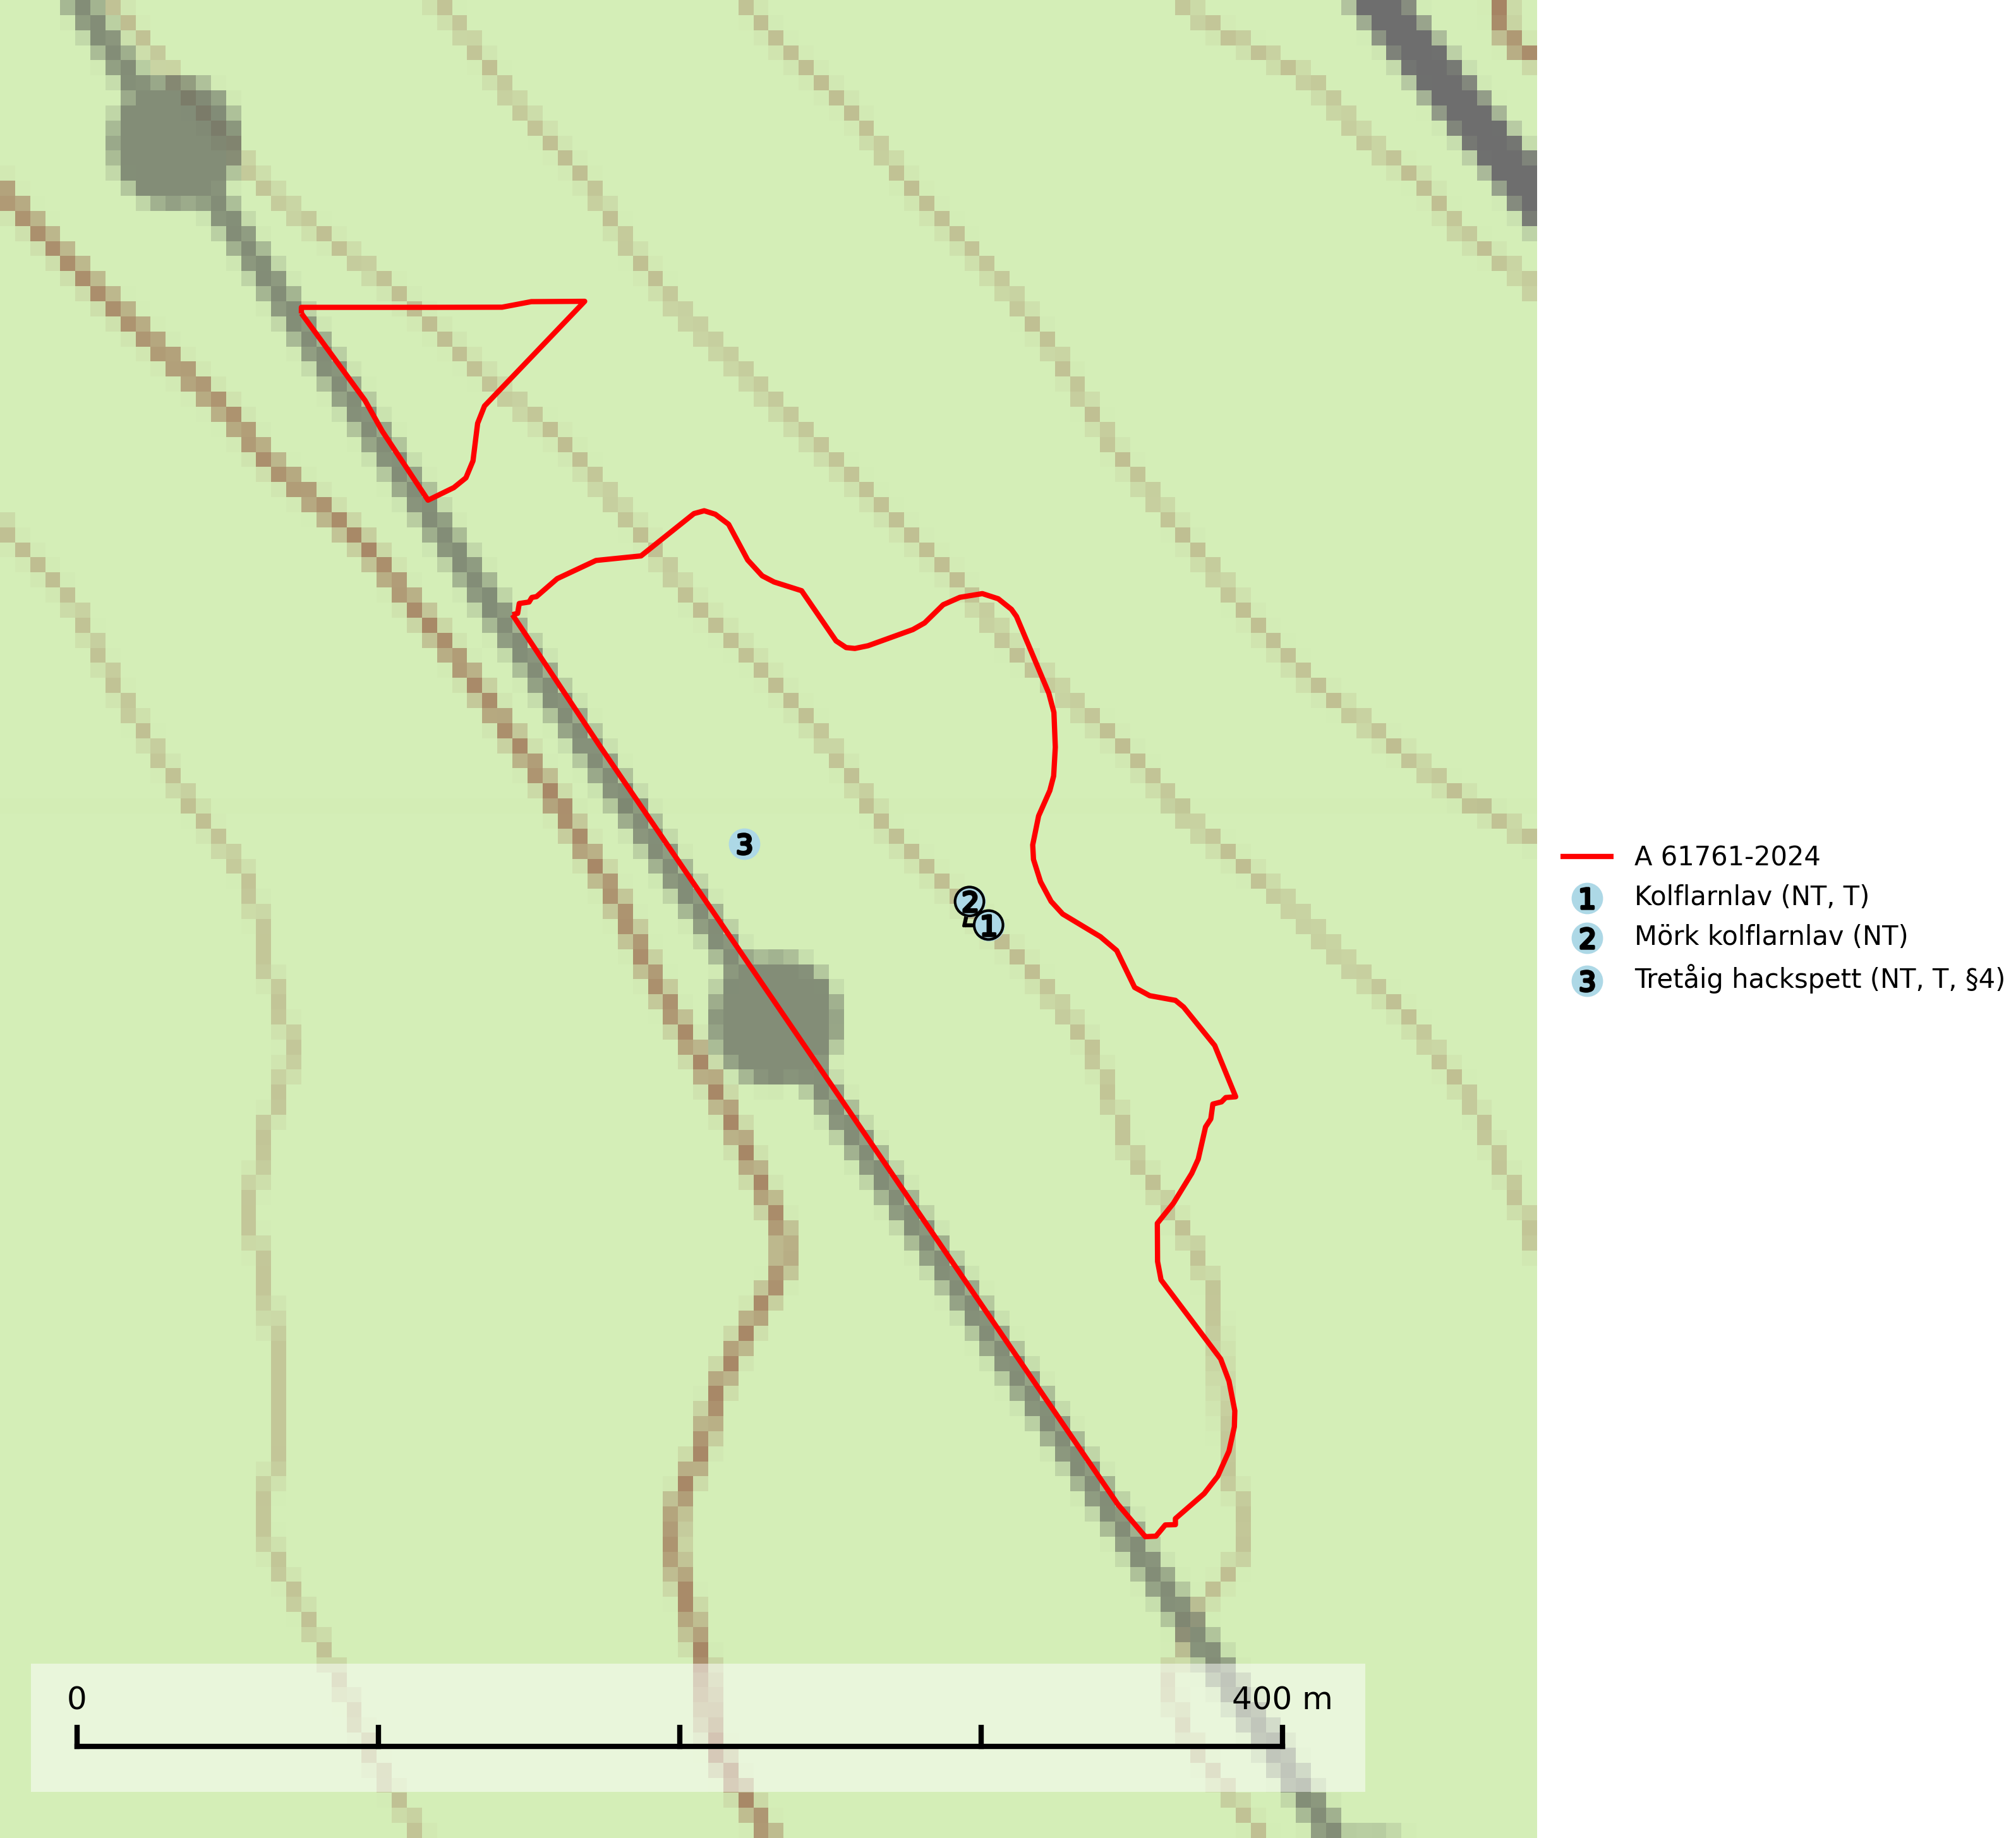 3
2
1
A 61761-2024
1 Kolflarnlav (NT, T)
2 Mörk kolflarnlav (NT)
3 Tretåig hackspett (NT, T, §4)
0 400 m